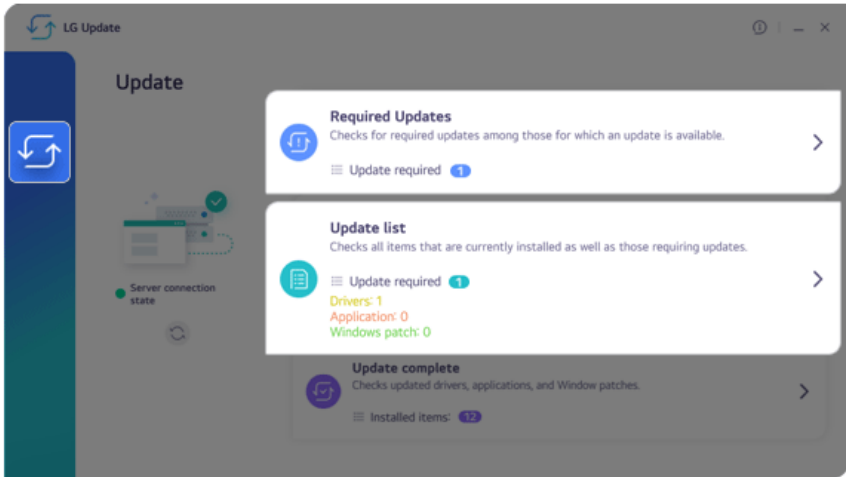 LG Update
Update
Required Updates
Checks for required updates among those for which an update is available.
Update required 1
Update list
Checks all items that are currently installed as well as those requiring updates.
Update required 1
Drivers: 1
Application: 0
Windows patch: 0
Server connection
state
Update complete
Checks updated drivers, applications, and Window patches.
Installed items: 12